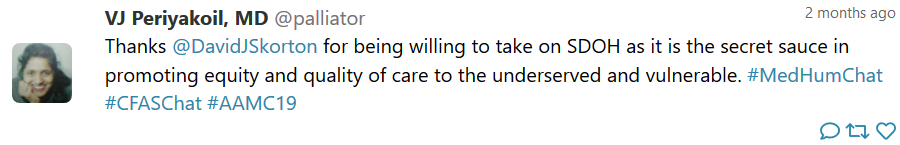 VJ Periyakoil, MD @palliator
2 months ago
Thanks @DavidJSkorton for being willing to take on SDOH as it is the secret sauce in
promoting equity and quality of care to the underserved and vulnerable. #MedHumChat
#CFASChat #AAMC19